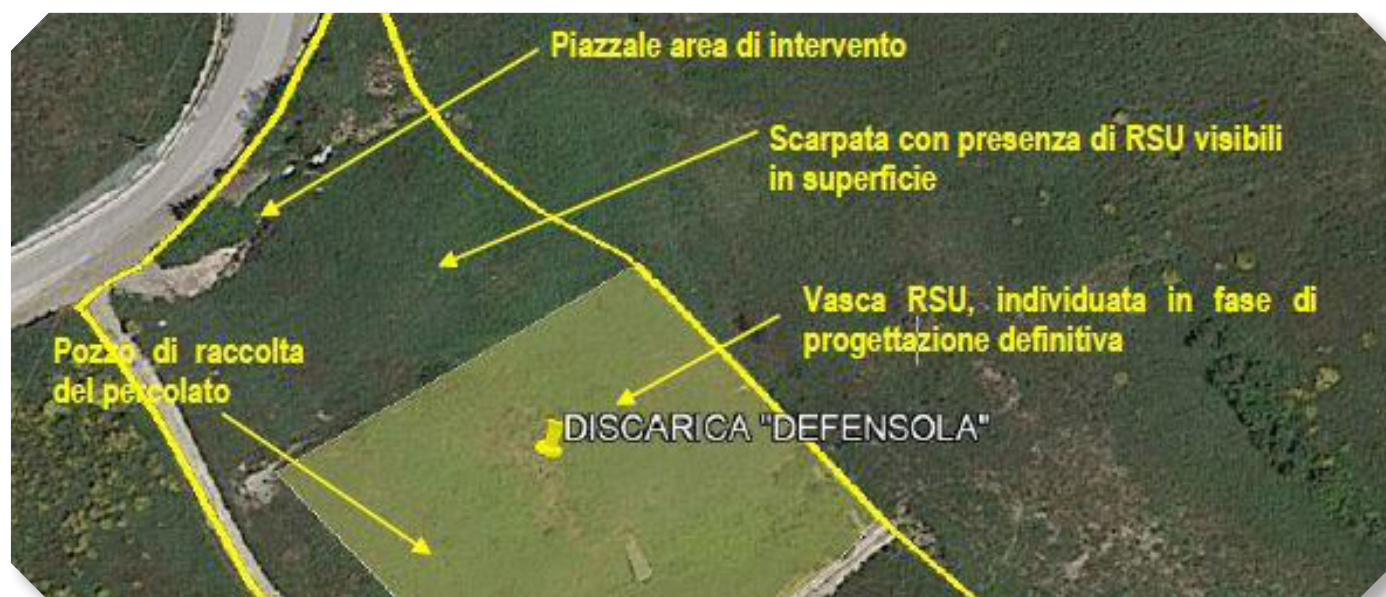 Piazzale area di intervento
Scarpata con presenza di RSU visibili
in superficie
Vasca RSU, individuata in fase di
progettazione definitiva
Pozzo di raccolta
del percolato
DISCARICA "DEFENSOLA"